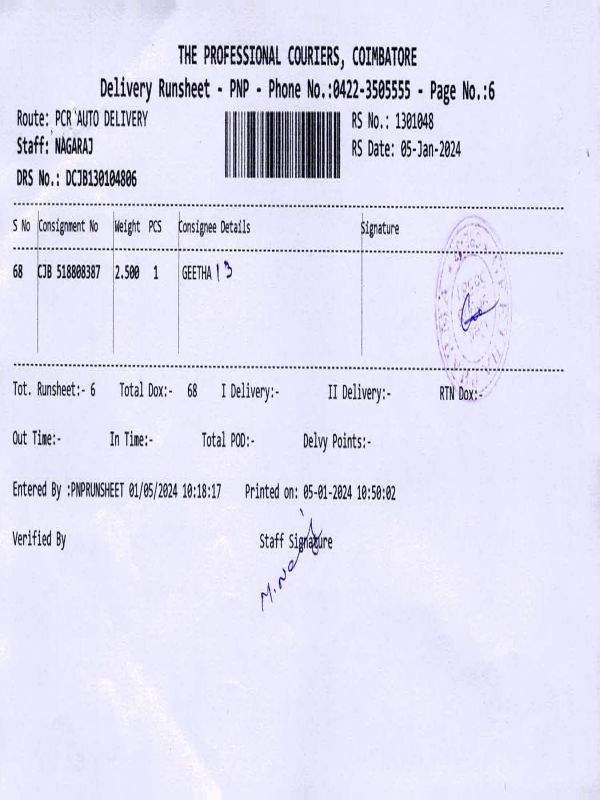 THE PROFESSIONAL COURIERS, COIMBATORE
Delivery Runsheet - PNP - Phone No.:0422-3505555 - Page No.:6
Route: PCR AUTO DELIVERY RS No.: 1301048
Staff: NAGARAJ RS Date: 05-Jan-2024
DRS No.: DCJB130104806
S No Consignment No Weight PCS Consignee Details Signature
68 CJB 518808387 2.500 1 GEETHA 13
Tot. Runsheet:- 6 Total Dox:- 68 I Delivery:- II Delivery:- RTN Dox:-
Out Time:- In Time:- Total POD:- Delvy Points:-
Entered By :PNPRUNSHEET 01/05/2024 10:18:17 Printed on: 05-01-2024 10:50:02
Verified By Staff Signature